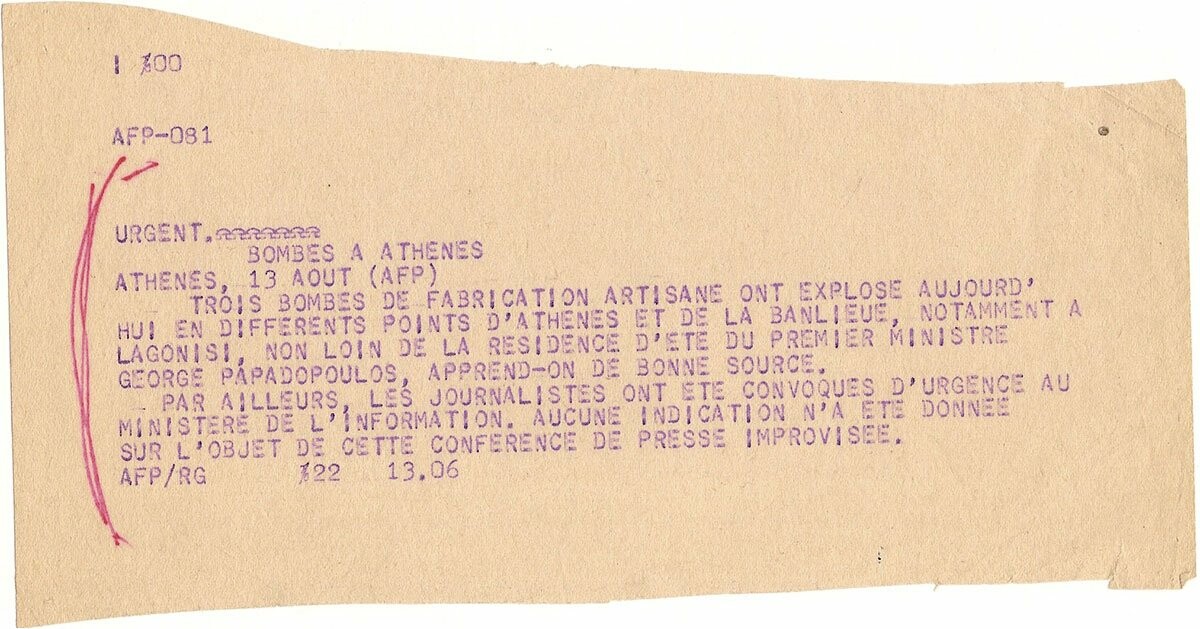 I 100
AFP-081
URGENT.
BOMBES A ATHENES
ATHENES, 13 AOUT (AFP)
TROIS BOMBES DE FABRICATION ARTISANE ONT EXPLOSE AUJOURD'
HUI EN DIFFERENTS POINTS D'ATHENES ET DE LA BANLIEUE, NOTAMMENT A
LAGONISI, NON LOIN DE LA RESIDENCE D'ETE DU PREMIER MINISTRE
GEORGE PAPADOPOULOS, APPREND-ON DE BONNE SOURCE.
PAR AILLEURS, LES JOURNALISTES ONT ETE CONVOQUES D'URGENCE AU
MINISTERE DE L'INFORMATION. AUCUNE INDICATION N'A ETE DONNEE
SUR L'OBJET DE CETTE CONFERENCE DE PRESSE IMPROVISEE.
AFP/RG 122 13.06